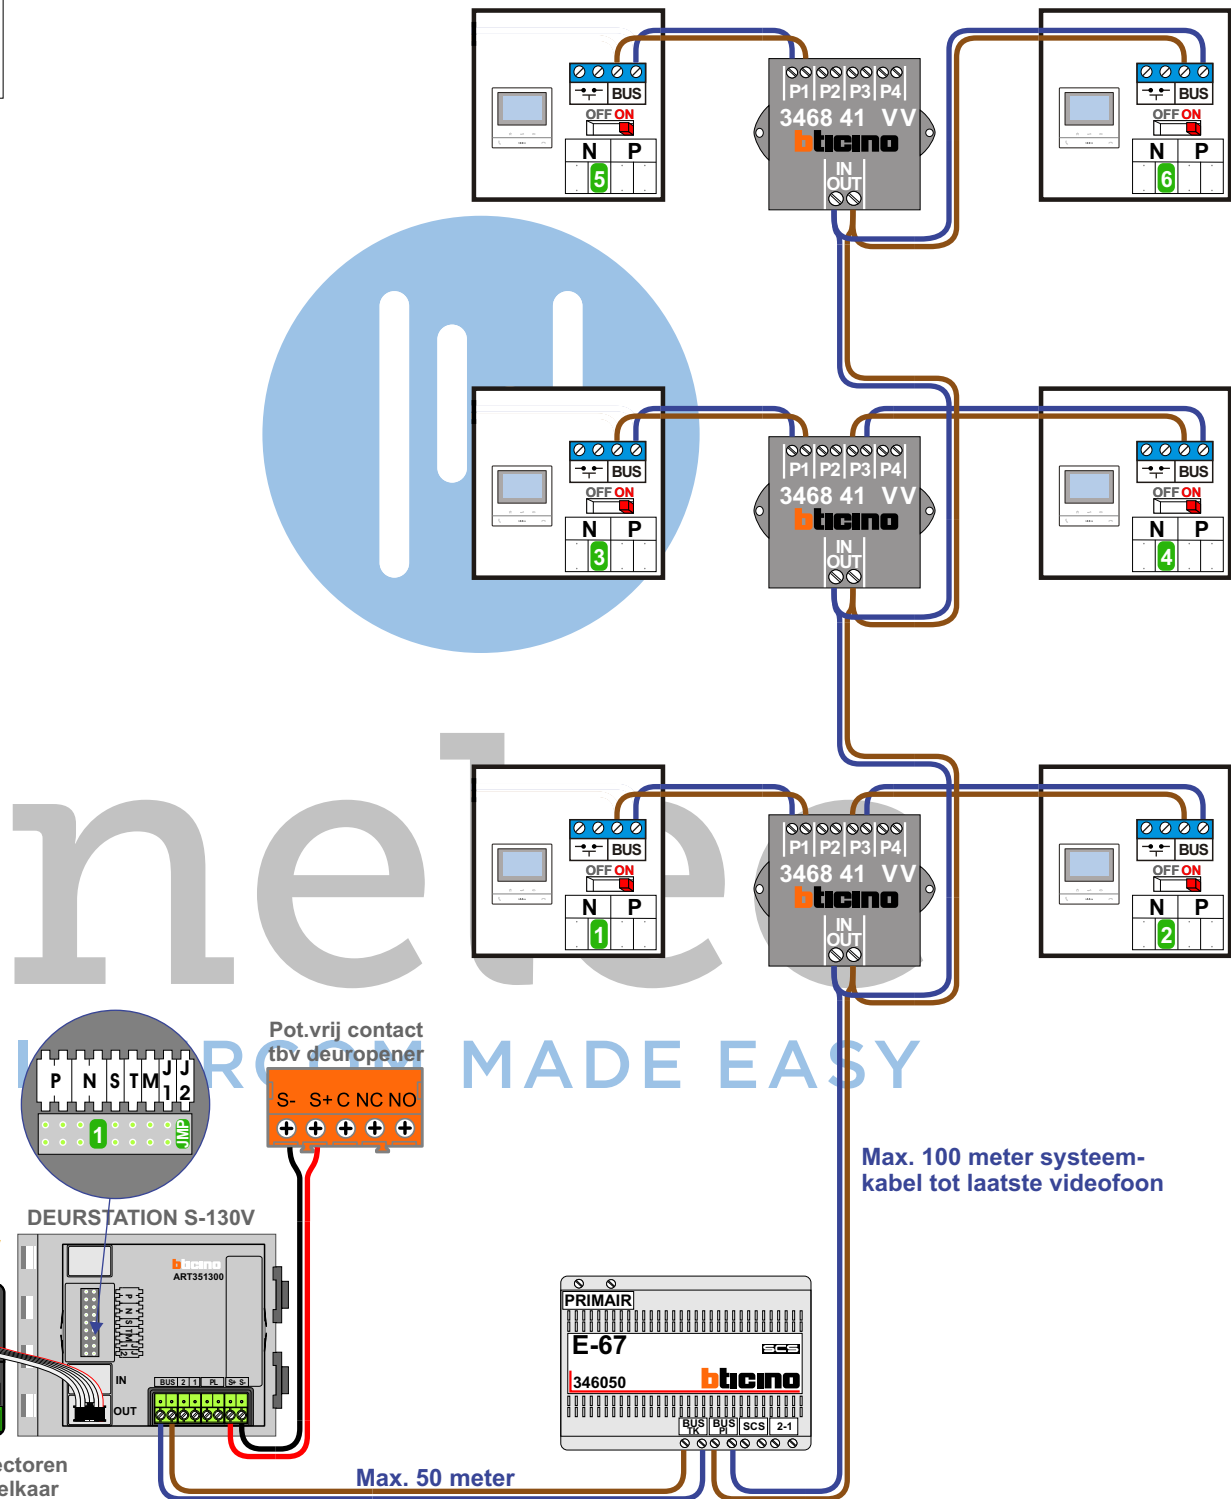 P1 P2 P3 P4
3468 41 VV
bticino
IN
OUT
BUS
OFF ON
N P
5
BUS
OFF ON
N P
6
P1 P2 P3 P4
3468 41 VV
bticino
IN
OUT
BUS
OFF ON
N P
3
BUS
OFF ON
N P
4
P1 P2 P3 P4
3468 41 VV
bticino
IN
OUT
BUS
OFF ON
N P
1
BUS
OFF ON
N P
2
MADE EASY
Pot.vrij contact
tbv deuropener
S- S+ C NC NO
P N S T M J1 J2
1 JMP
Max. 100 meter systeem-
kabel tot laatste videofoon
DEURSTATION S-130V
bticino
ART351300
P N S T M J1 J2
IN
OUT
BUS 2 1 PL S+ S-
PRIMAIR
E-67
SCS
346050
bticino
BUS TK BUS PI SCS 2-1
Max. 50 meter
elkaar